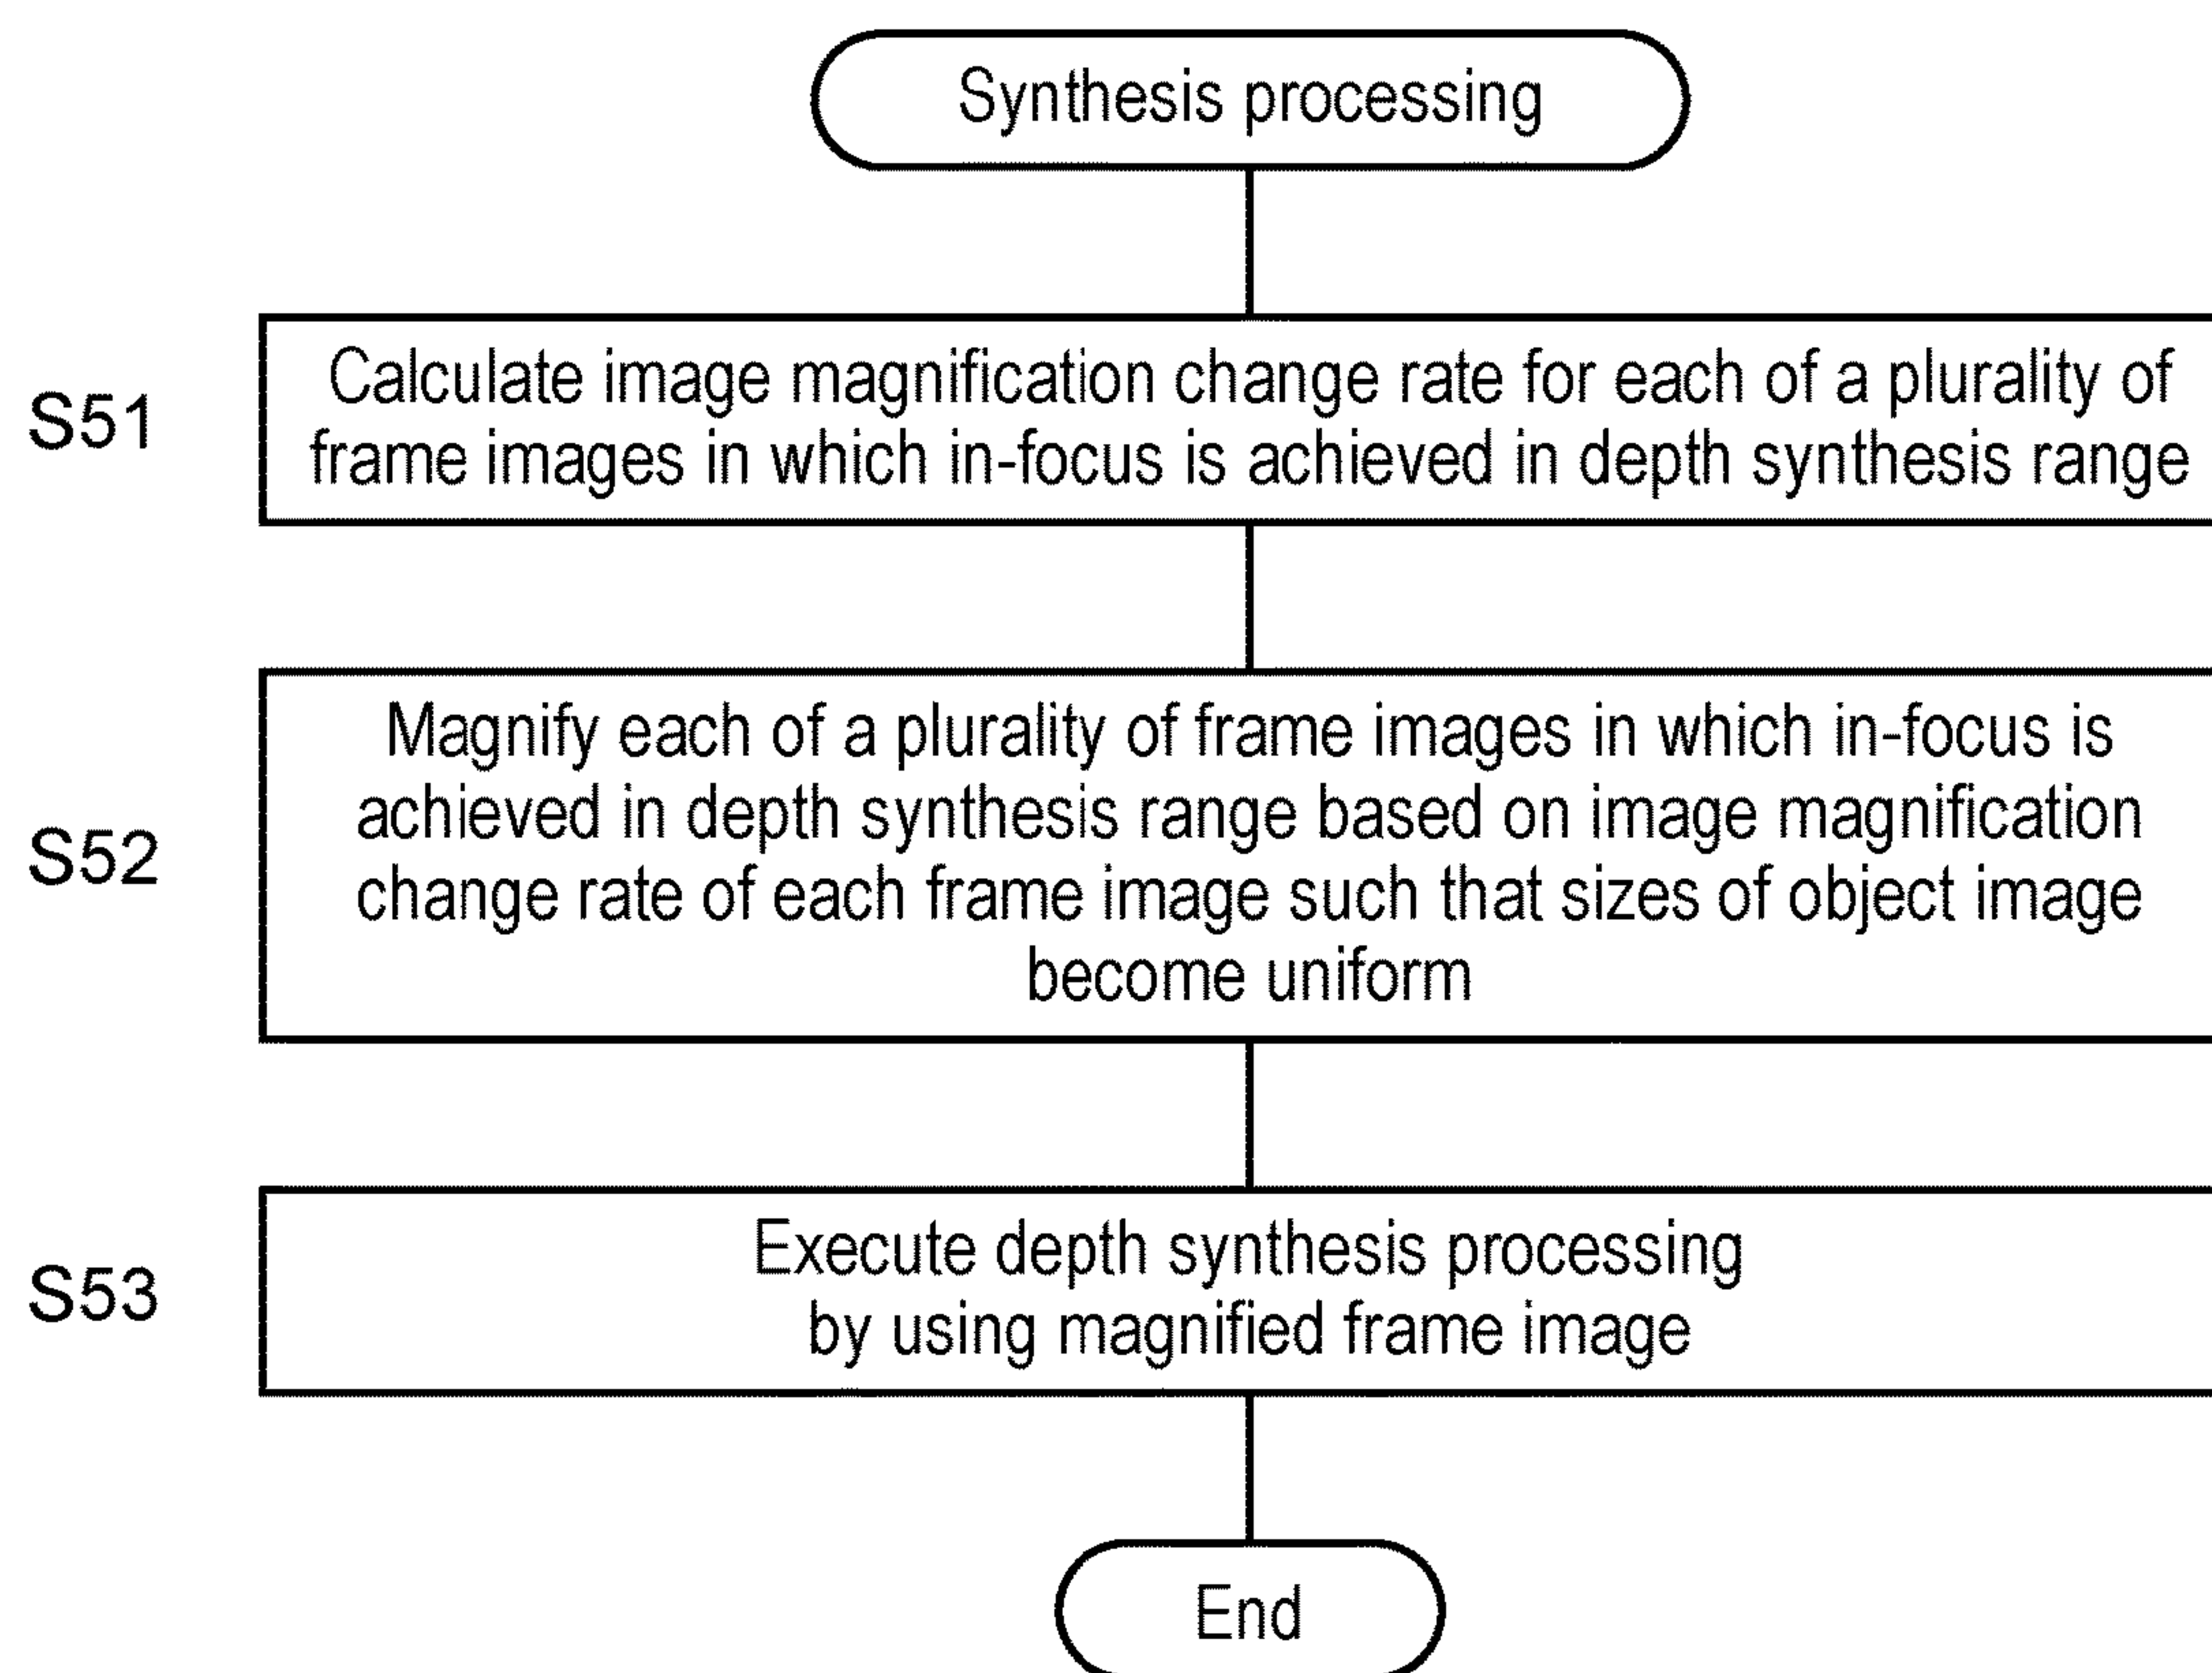 Synthesis processing
S51
Calculate image magnification change rate for each of a plurality of
frame images in which in-focus is achieved in depth synthesis range
S52
Magnify each of a plurality of frame images in which in-focus is
achieved in depth synthesis range based on image magnification
change rate of each frame image such that sizes of object image
become uniform
S53
Execute depth synthesis processing
by using magnified frame image
End